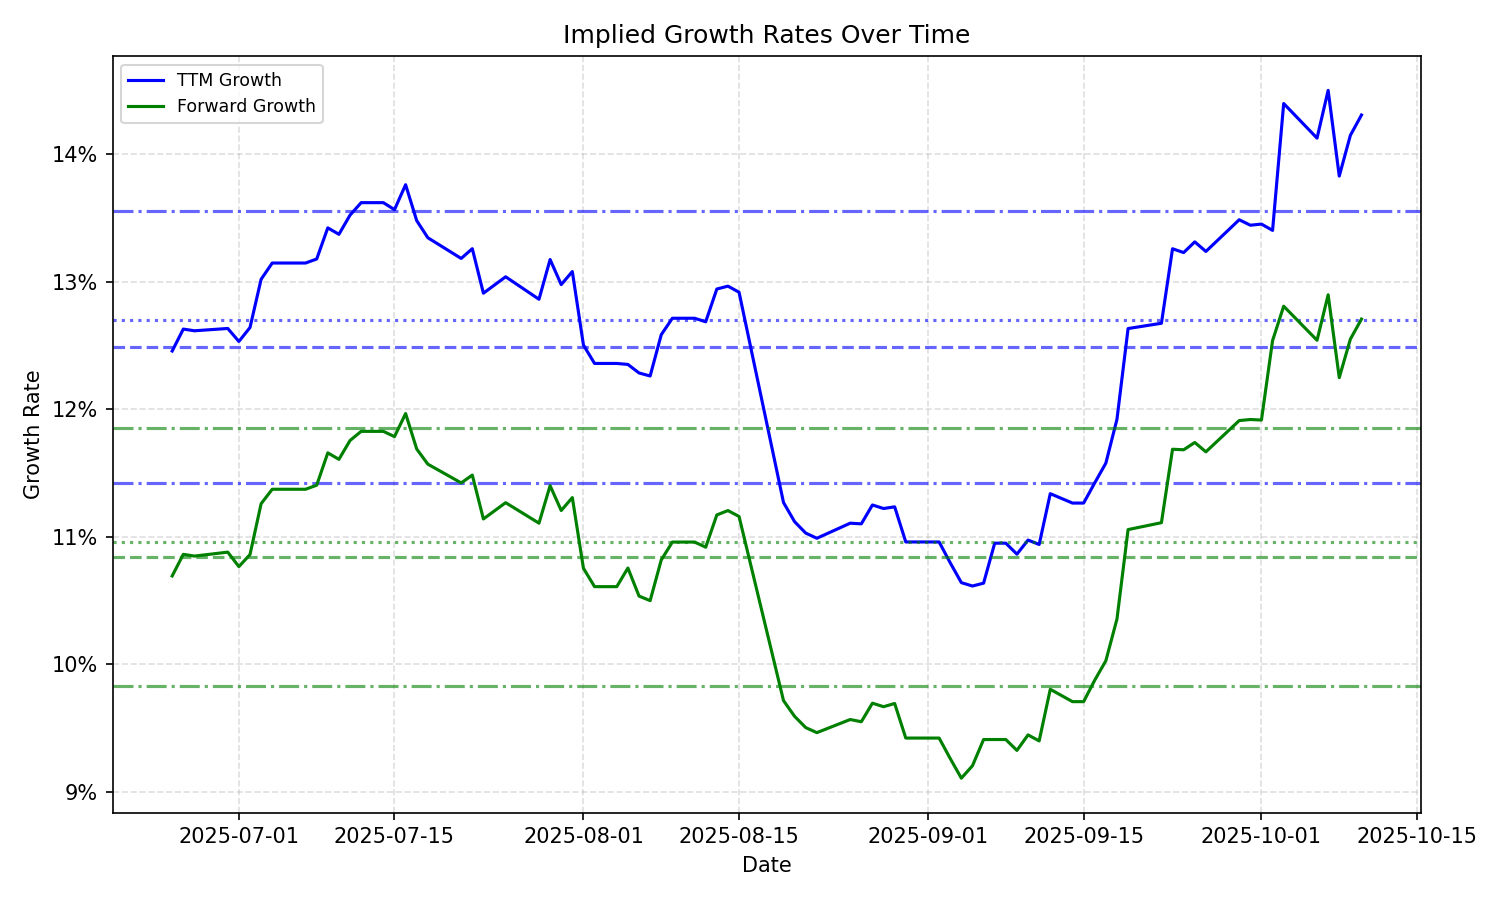 Implied Growth Rates Over Time
TTM Growth
Forward Growth
14%
13%
12%
11%
10%
9%
Growth Rate
2025-07-01
2025-07-15
2025-08-01
2025-08-15
2025-09-01
2025-09-15
2025-10-01
2025-10-15
Date